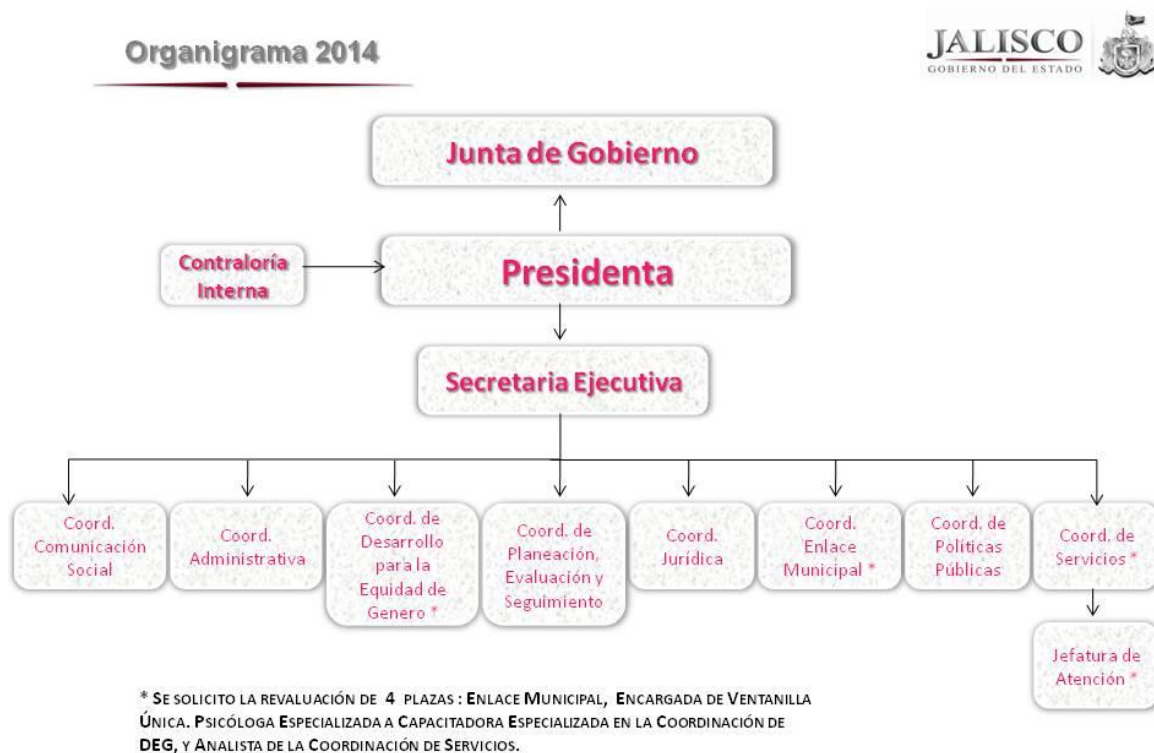 Organigrama 2014
JALISCO
GOBIERNO DEL ESTADO
Junta de Gobierno
Contraloría
Interna
Presidenta
Secretaria Ejecutiva
Coord.
Comunicación
Social
Coord.
Administrativa
Coord. de
Desarrollo
para la
Equidad de
Genero *
Coord. de
Planeación,
Evaluación y
Seguimiento
Coord.
Jurídica
Coord.
Enlace
Municipal *
Coord. de
Políticas
Públicas
Coord. de
Servicios *
Jefatura de
Atención *
* SE SOLICITO LA REVALUACIÓN DE 4 PLAZAS : ENLACE MUNICIPAL, ENCARGADA DE VENTANILLA
ÚNICA. PSICÓLOGA ESPECIALIZADA A CAPACITADORA ESPECIALIZADA EN LA COORDINACIÓN DE
DEG, Y ANALISTA DE LA COORDINACIÓN DE SERVICIOS.